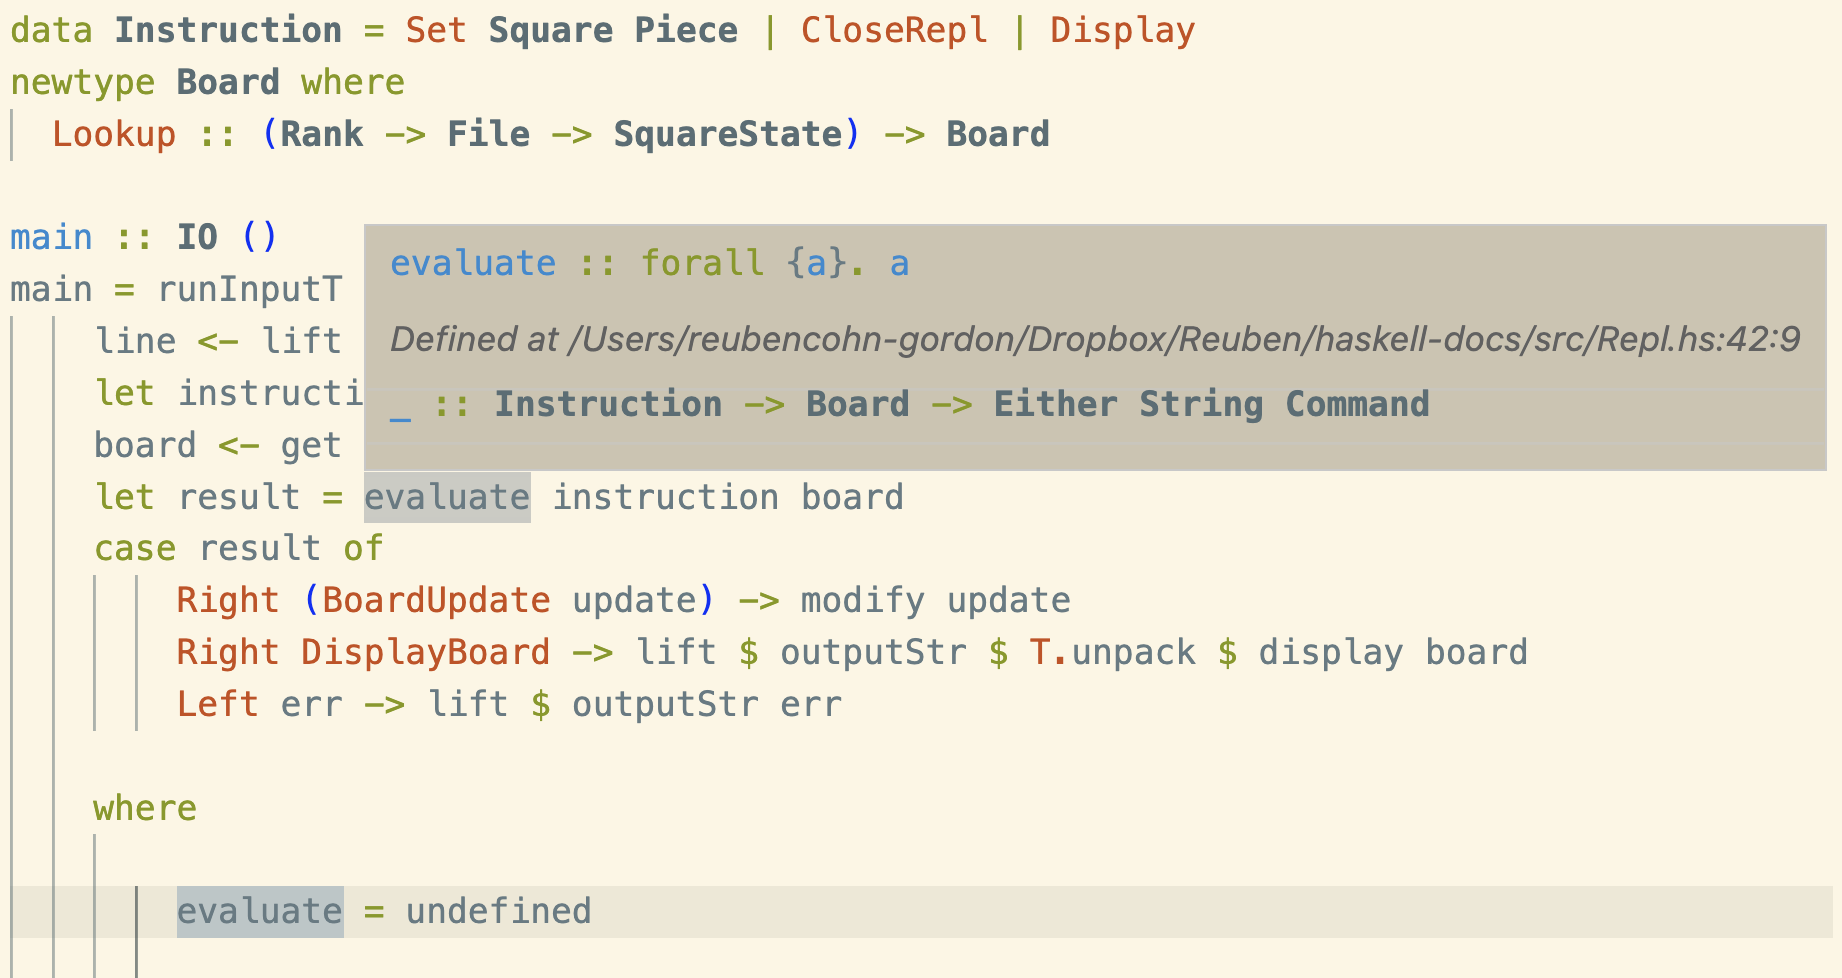 data Instruction = Set Square Piece | CloseRepl | Display
newtype Board where
Lookup :: (Rank -> File -> SquareState) -> Board
main :: IO ()
main = runInputT
line <- lift
let instructi
board <- get
evaluate :: forall {a}. a
Defined at /Users/reubencohn-gordon/Dropbox/Reuben/haskell-docs/src/Repl.hs:42:9
_ :: Instruction -> Board -> Either String Command
let result = evaluate instruction board
case result of
Right (BoardUpdate update) -> modify update
Right DisplayBoard -> lift $ outputStr $ T.unpack $ display board
Left err -> lift $ outputStr err
where
evaluate = undefined